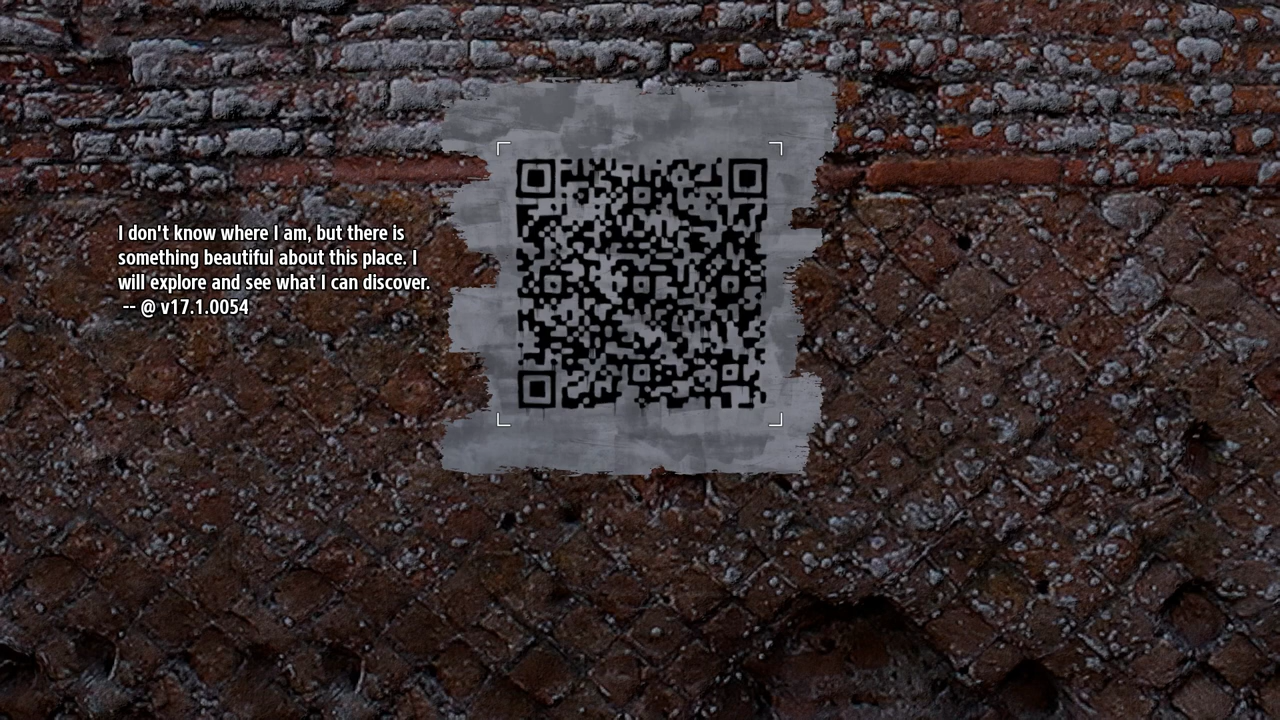 I don't know where I am, but there is
something beautiful about this place. I
will explore and see what I can discover.
-- @ v17.1.0054